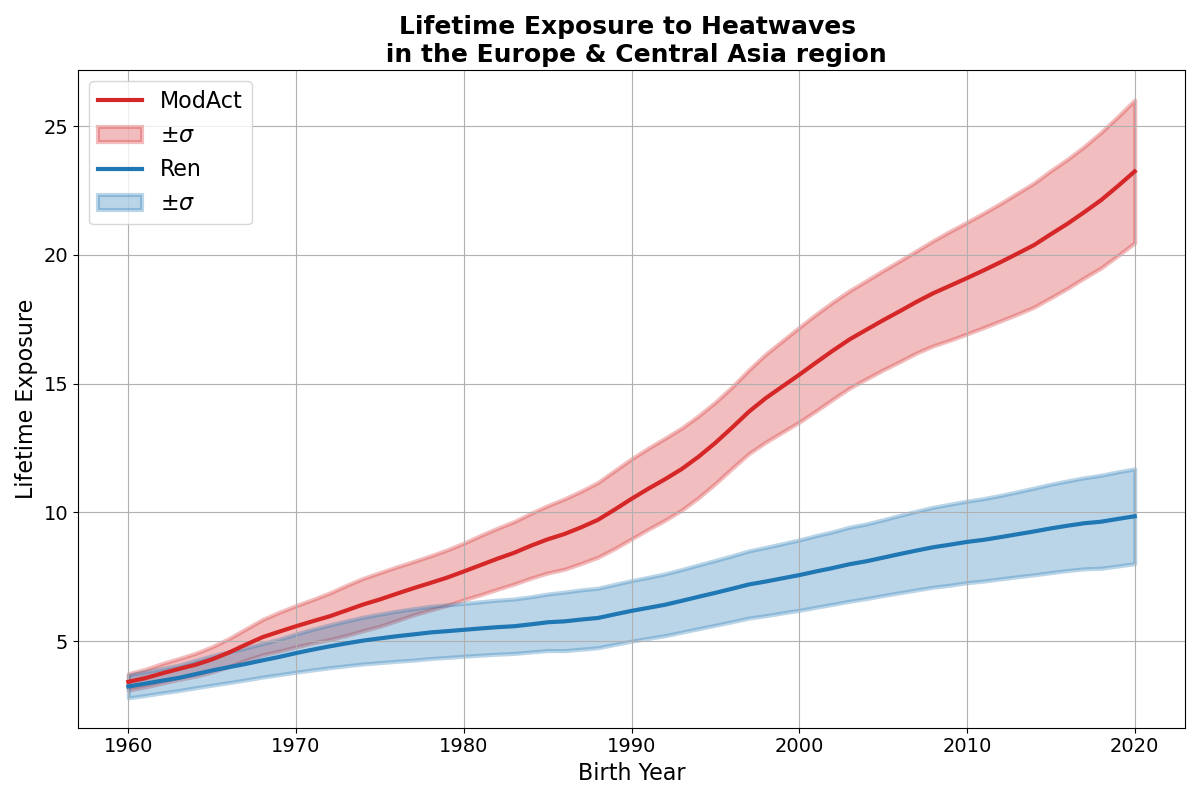 Lifetime Exposure to Heatwaves
in the Europe & Central Asia region
ModAct
±σ
Ren
±σ
Lifetime Exposure
25
20
15
10
5
1960 1970 1980 1990 2000 2010 2020
Birth Year